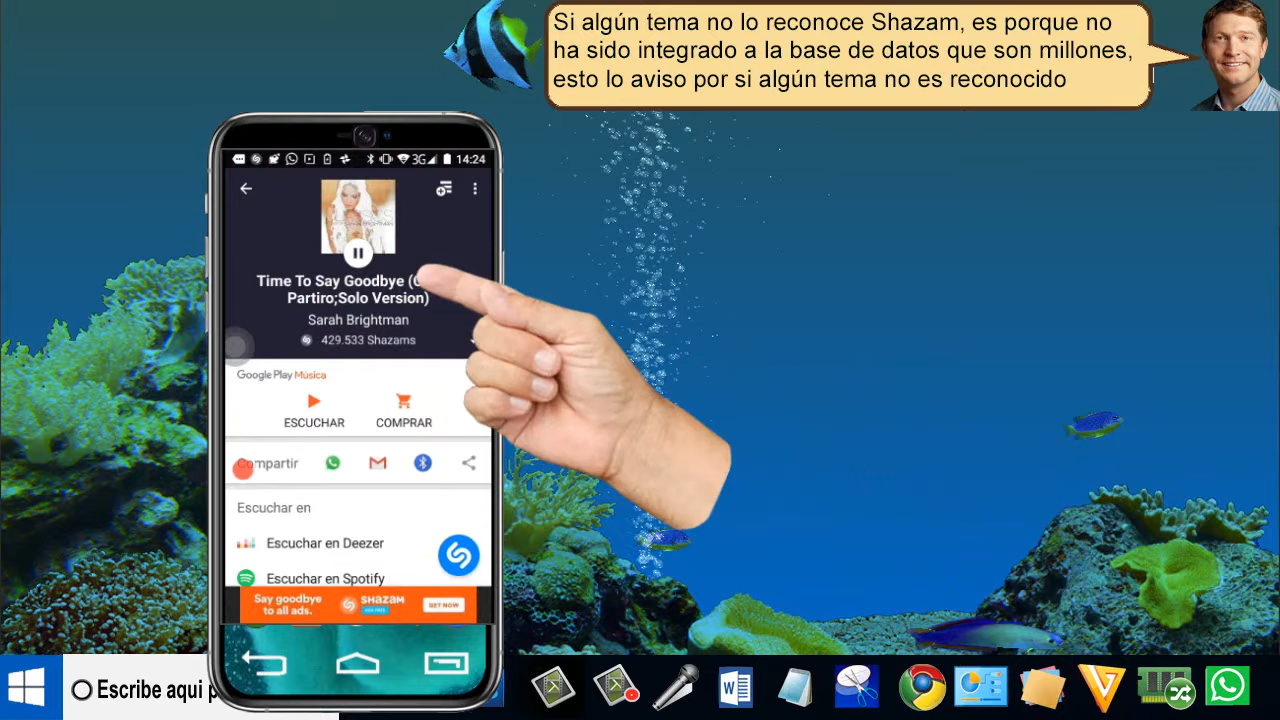 Si algún tema no lo reconoce Shazam, es porque no
ha sido integrado a la base de datos que son millones,
esto lo aviso por si algún tema no es reconocido
3G 14:24
Time To Say Goodbye (
Partiro;Solo Version)
Sarah Brightman
429.533 Shazams
Google Play Música
ESCUCHAR COMPRAR
Compartir
Escuchar en
Escuchar en Deezer
Escuchar en Spotify
Say goodbye
to all ads.
SHAZAM
GET NOW
Escribe aqui p
W